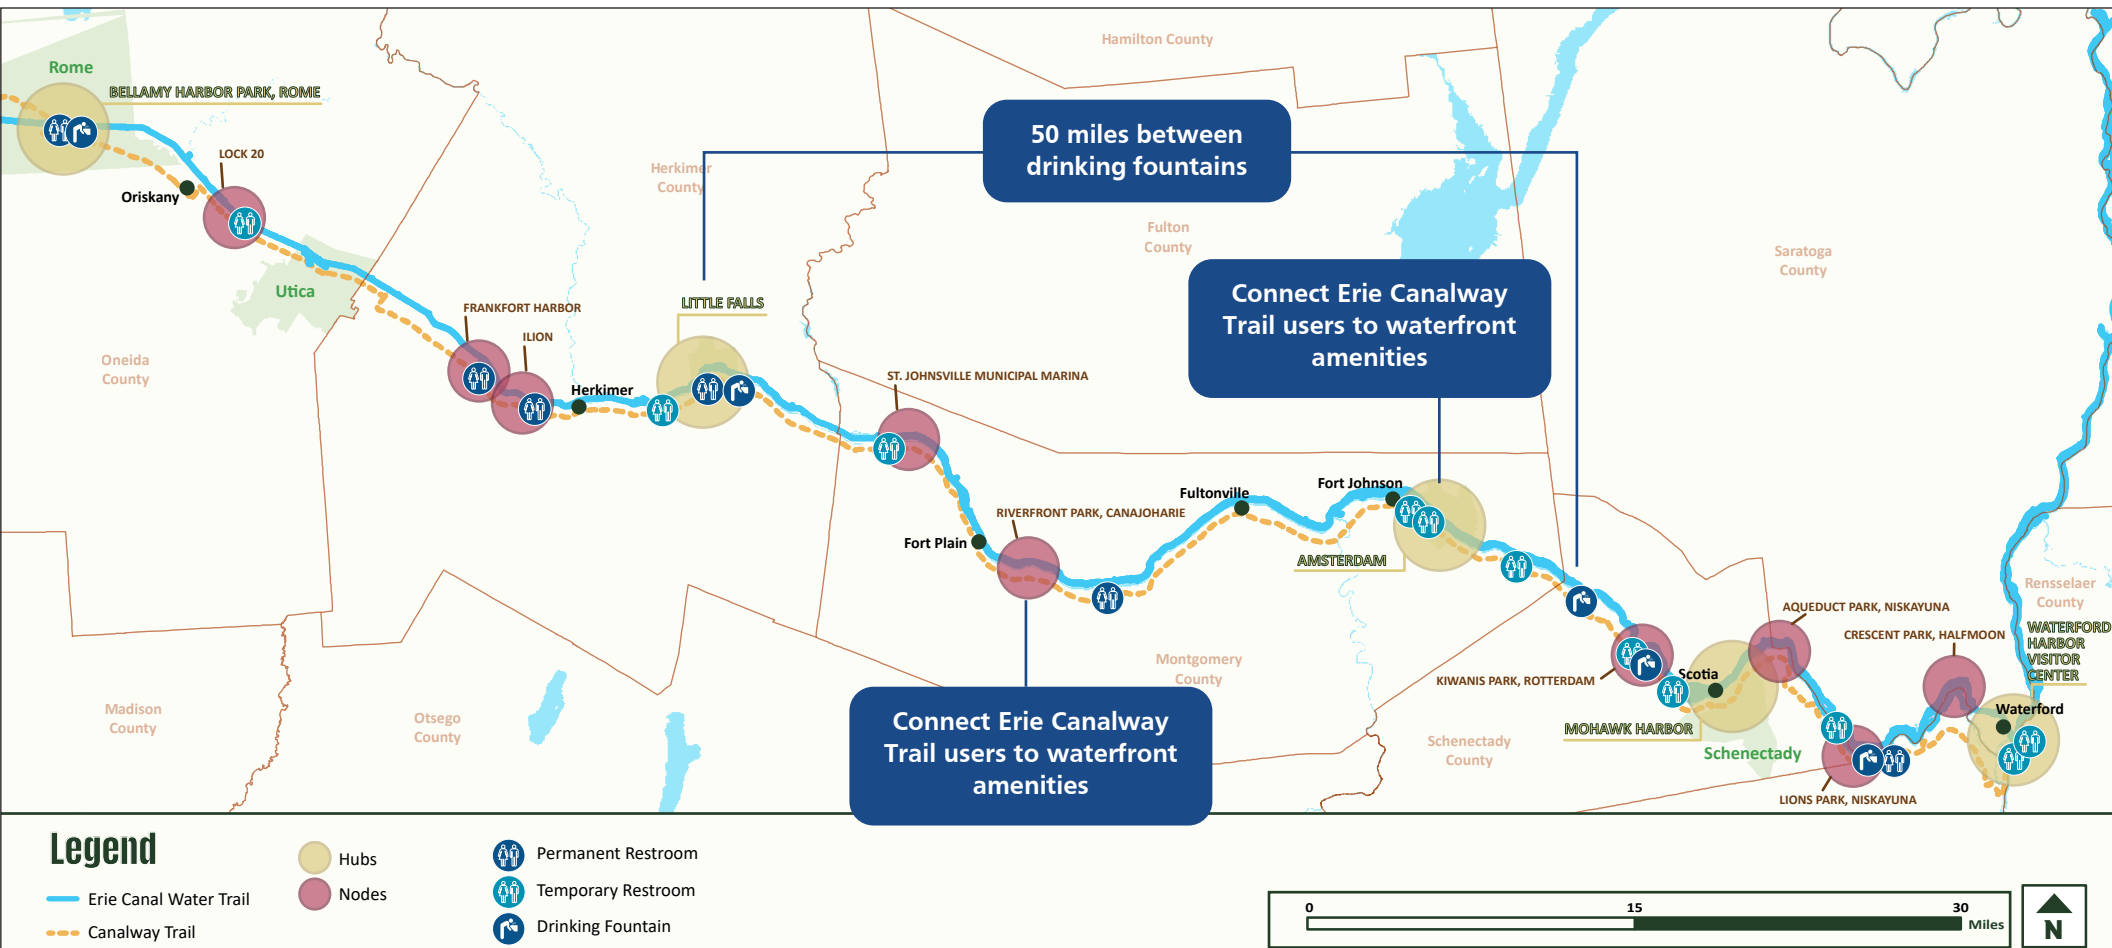 Hamilton County
Rome
BELLAMY HARBOR PARK, ROME
50 miles between
drinking fountains
LOCK 20
Herkimer
County
Oriskany
Fulton
County
Saratoga
County
Utica
Connect Erie Canalway
Trail users to waterfront
amenities
LITTLE FALLS
FRANKFORT HARBOR
ILION
Oneida
County
Herkimer
ST. JOHNSVILLE MUNICIPAL MARINA
Fort Johnson
Fultonville
RIVERFRONT PARK, CANAJOHARIE
Fort Plain
AMSTERDAM
Rensselaer
County
AQUEDUCT PARK, NISKAYUNA
CRESCENT PARK, HALFMOON
WATERFORD
HARBOR
VISITOR
CENTER
Montgomery
County
KIWANIS PARK, ROTTERDAM
Scotia
Madison
County
Otsego
County
Connect Erie Canalway
Trail users to waterfront
amenities
Waterford
MOHAWK HARBOR
Schenectady
County
Schenectady
LIONS PARK, NISKAYUNA
Legend
Erie Canal Water Trail
Canalway Trail
Hubs
Nodes
Permanent Restroom
Temporary Restroom
Drinking Fountain
0 15 30
Miles
N